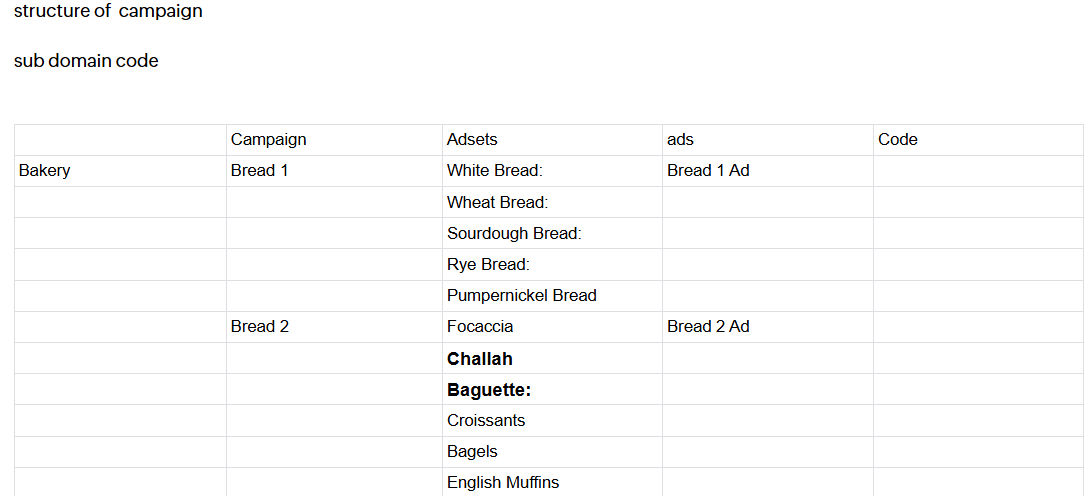 structure of campaign
sub domain code
Campaign Adsets ads Code
Bakery Bread 1 White Bread: Bread 1 Ad
Wheat Bread:
Sourdough Bread:
Rye Bread:
Pumpernickel Bread
Bread 2 Focaccia Bread 2 Ad
Challah
Baguette:
Croissants
Bagels
English Muffins